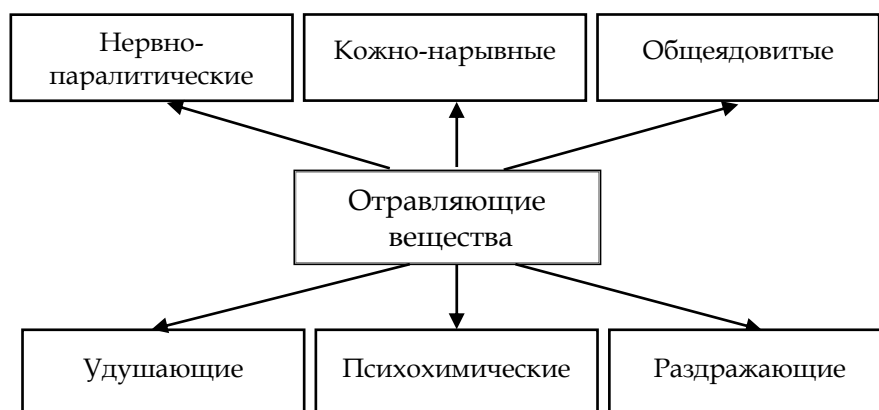 Нервно-
паралитические
Кожно-нарывные
Общеядовитые
Отравляющие
вещества
Удушающие
Психохимические
Раздражающие